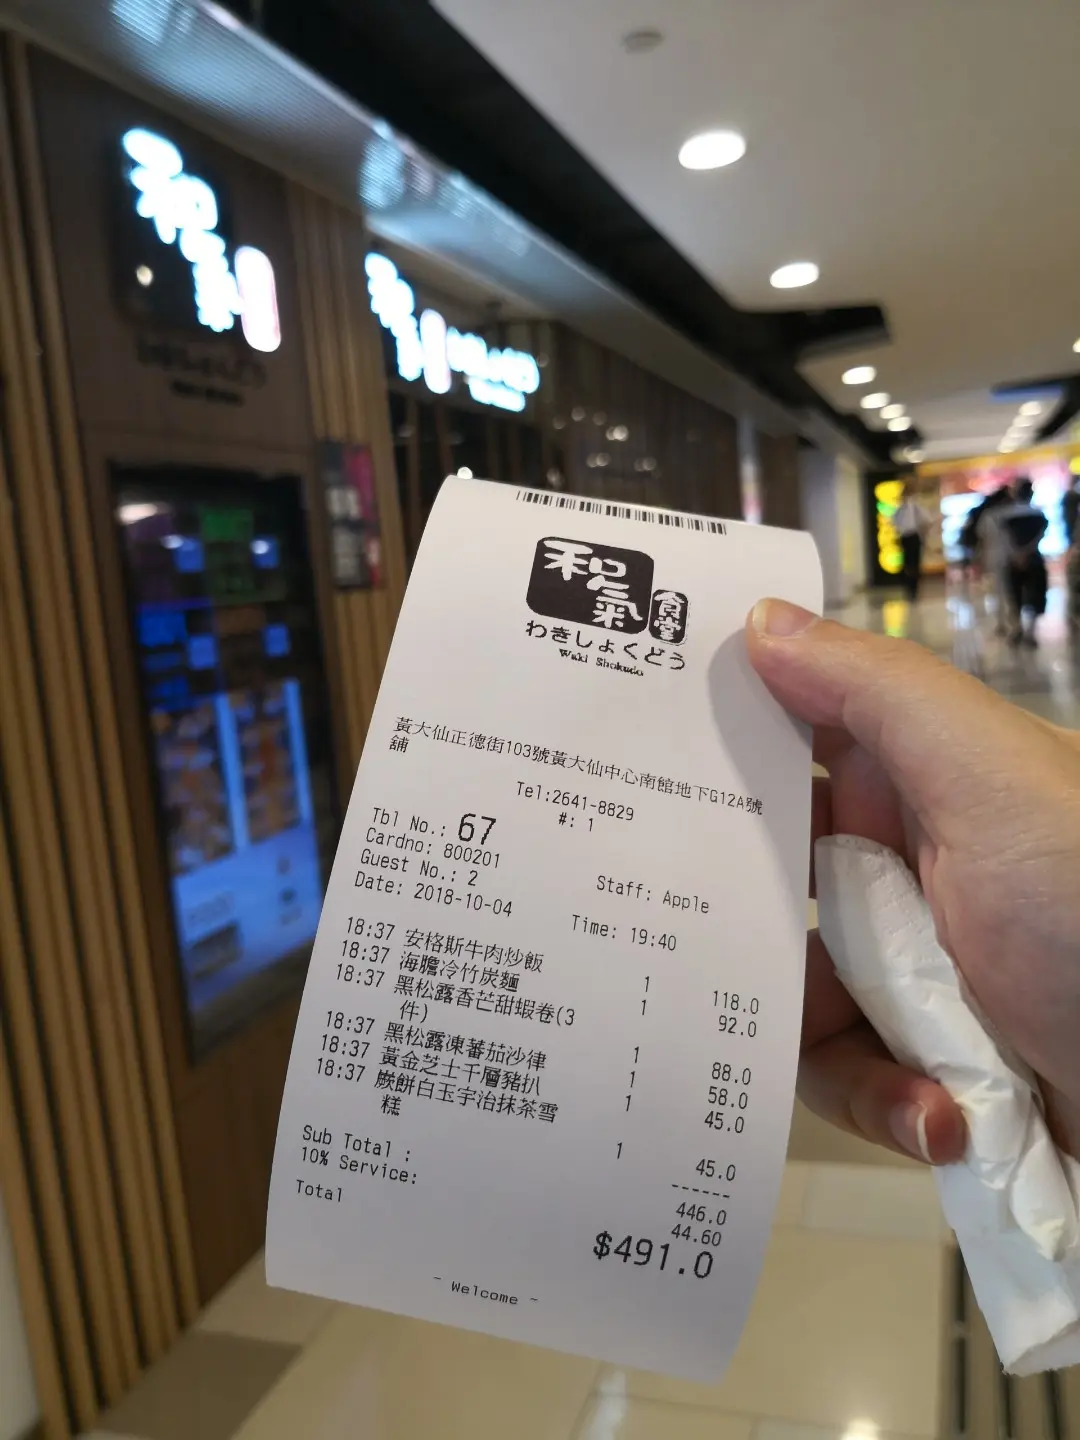 和氣
食堂
和氣
和氣食堂
わきしょくどう
Waki Shokudo
黃大仙正德街103號黃大仙中心南館地下G12A號
舖
Tel:2641-8829
#: 1
Tbl No.: 67
Cardno: 800201
Guest No.: 2 Staff: Apple
Date: 2018-10-04 Time: 19:40
18:37 安格斯牛肉炒飯 1 118.0
18:37 海膽冷竹炭麵 1 92.0
18:37 黑松露香芒甜蝦卷(3
件) 1 88.0
18:37 黑松露凍蕃茄沙律 1 58.0
18:37 黃金芝士千層豬扒 1 45.0
18:37 蕨餅白玉宇治抹茶雪
糕 1 45.0
------
Sub Total : 446.0
10% Service: 44.60
Total $491.0
- Welcome -